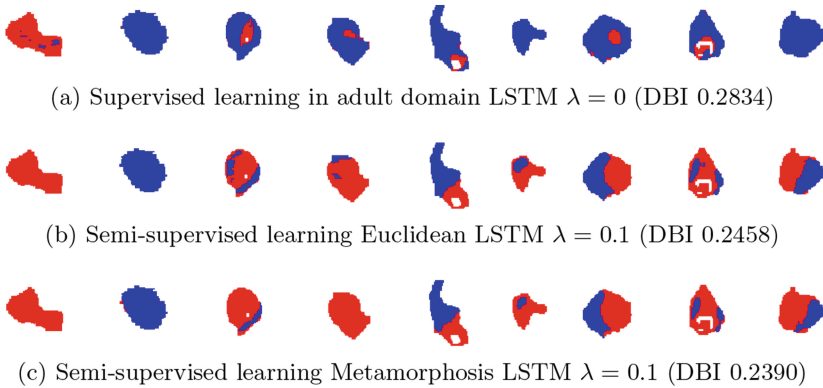 (a) Supervised learning in adult domain LSTM λ = 0 (DBI 0.2834)
(b) Semi-supervised learning Euclidean LSTM λ = 0.1 (DBI 0.2458)
(c) Semi-supervised learning Metamorphosis LSTM λ = 0.1 (DBI 0.2390)